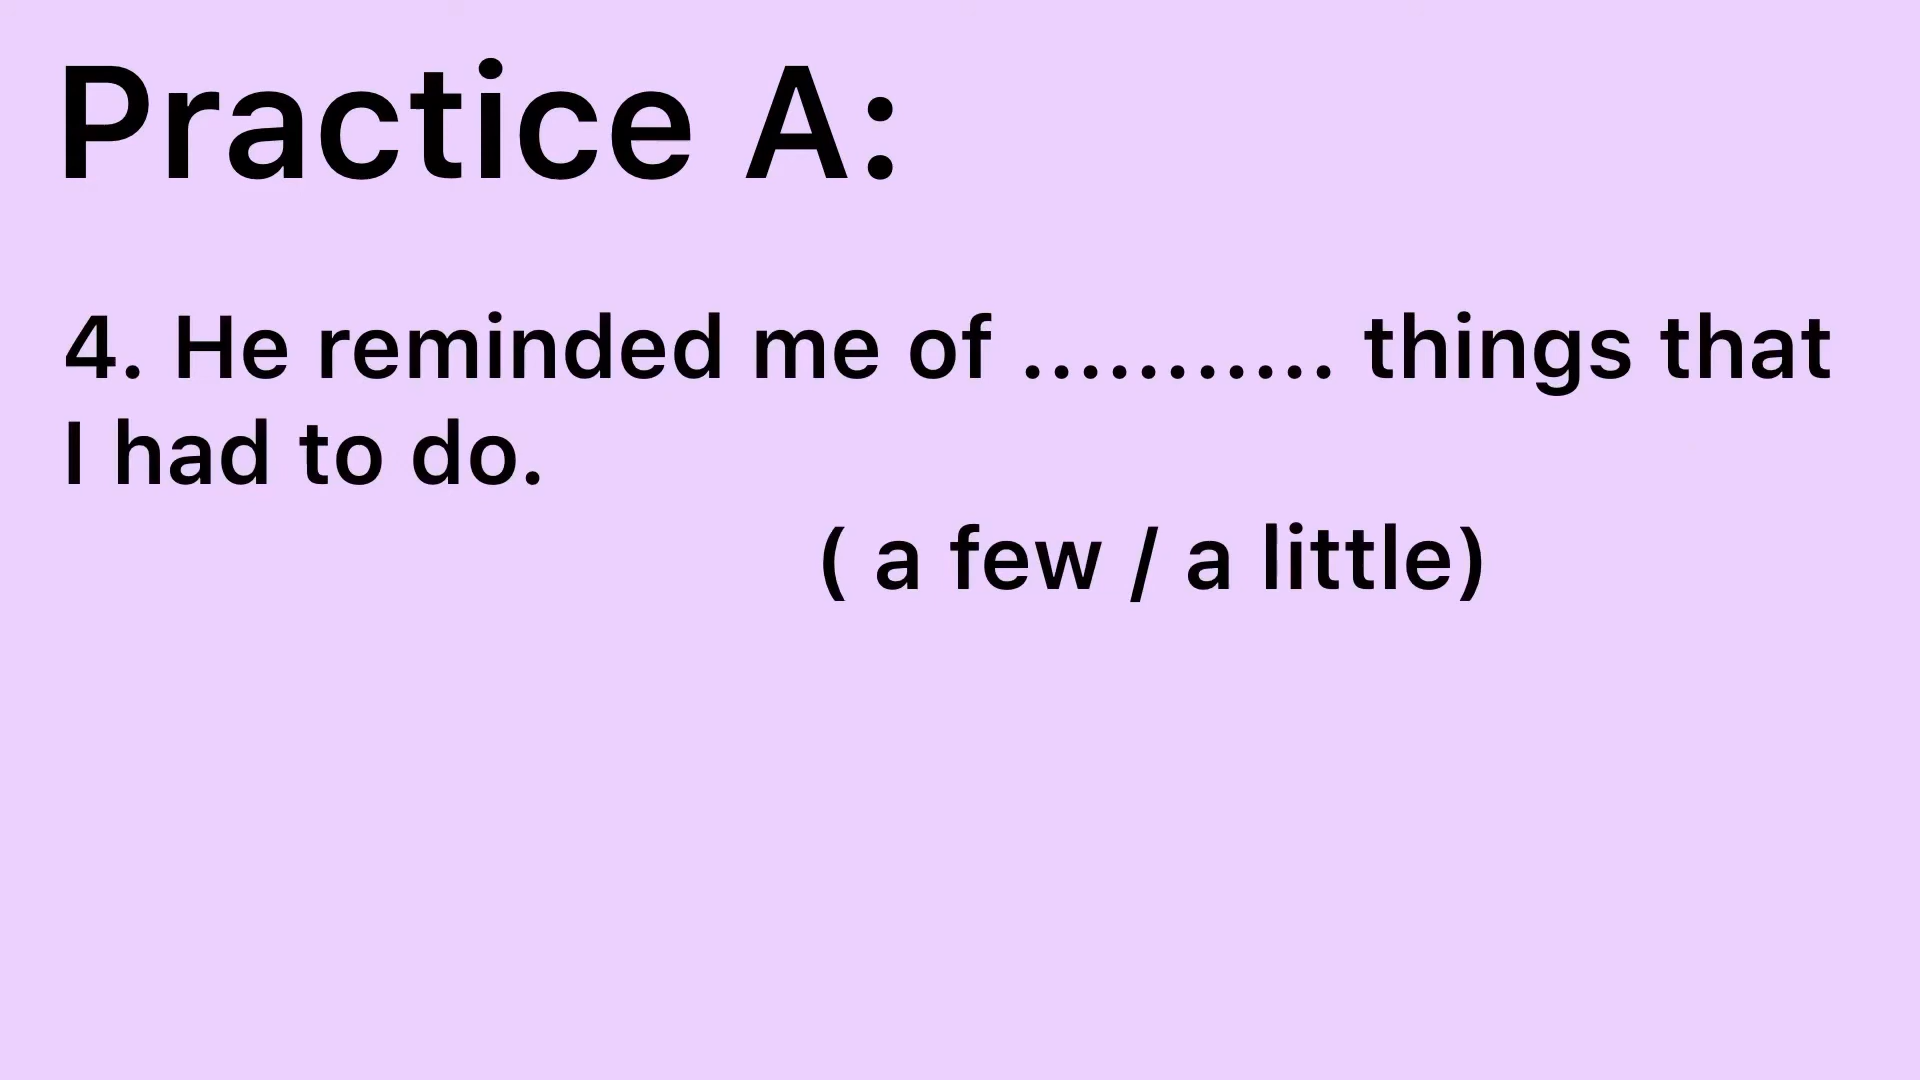 Practice A:
4. He reminded me of ........... things that
I had to do.
( a few / a little)